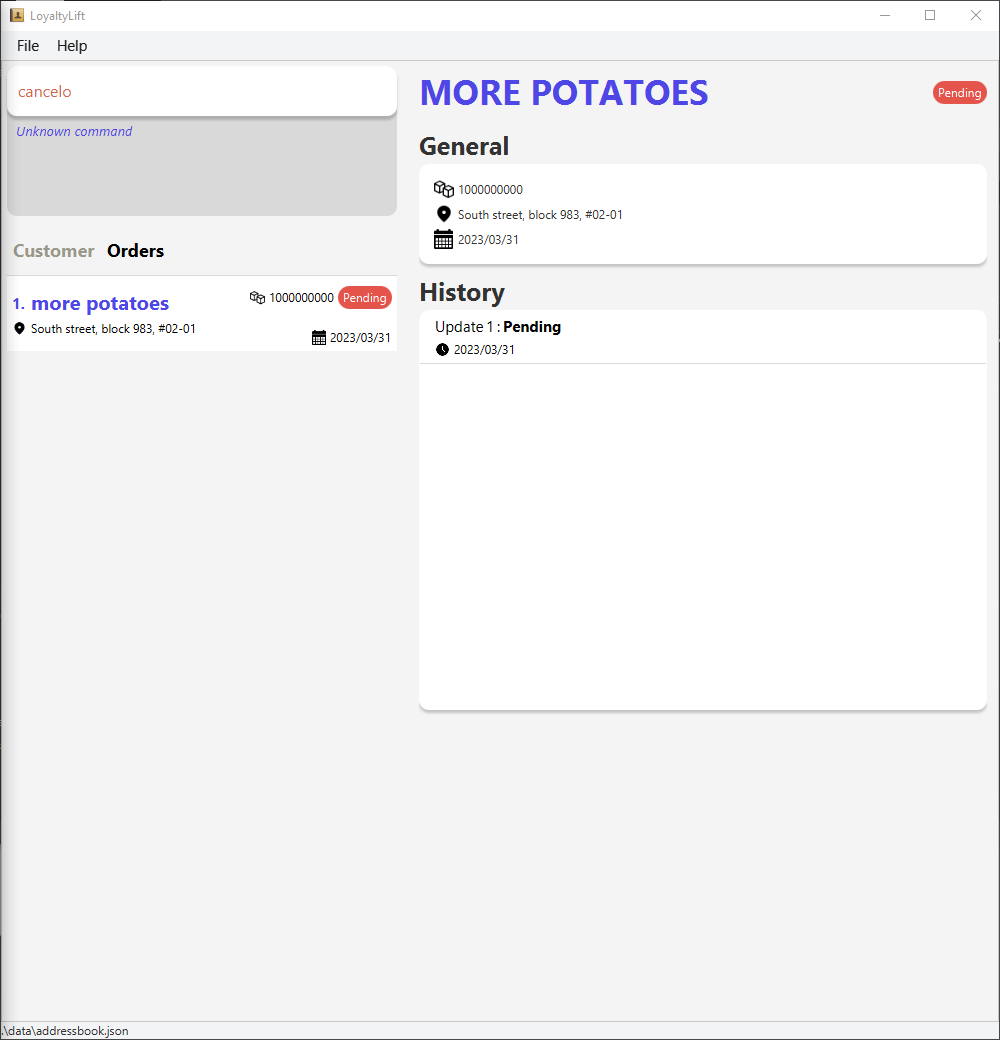 LoyaltyLift
File Help
cancelo
Unknown command
Customer Orders
1. more potatoes
1000000000 Pending
South street, block 983, #02-01
2023/03/31
MORE POTATOES
Pending
General
1000000000
South street, block 983, #02-01
2023/03/31
History
Update 1 : Pending
2023/03/31
.\data\addressbook.json